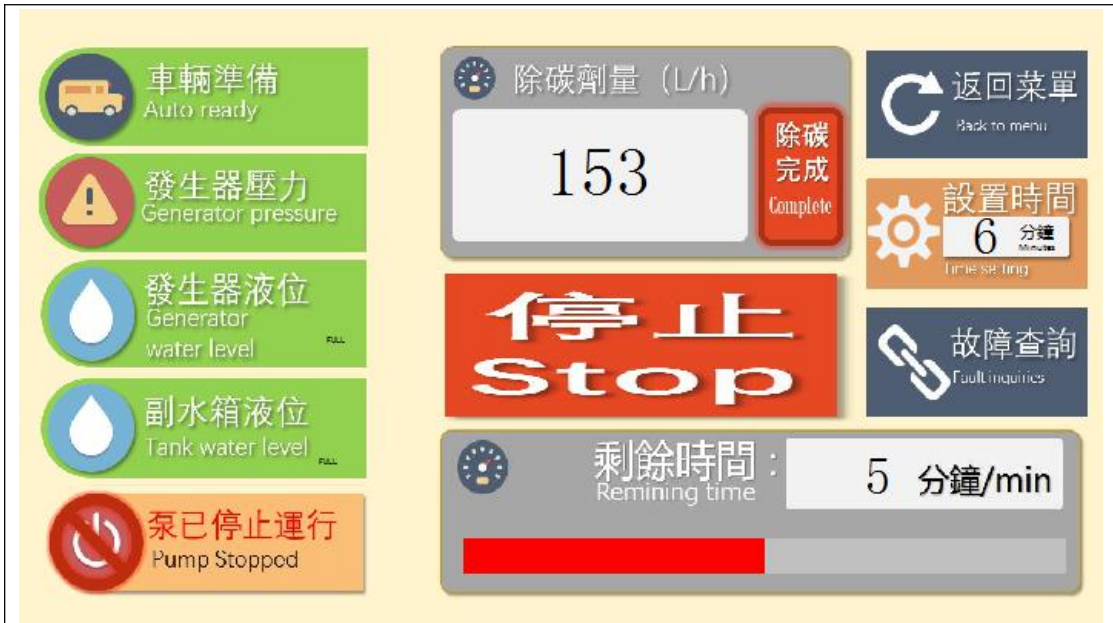 車輛準備
Auto ready
發生器壓力
Generator pressure
發生器液位
Generator
water level
FULL
副水箱液位
Tank water level
FULL
泵已停止運行
Pump Stopped
除碳劑量（L/h）
153
除碳
完成
Complete
停止
Stop
剩餘時間：
Remining time
5 分鐘/min
返回菜單
Back to menu
設置時間
6 分鐘
Minutes
Time setting
故障查詢
Fault inquiries